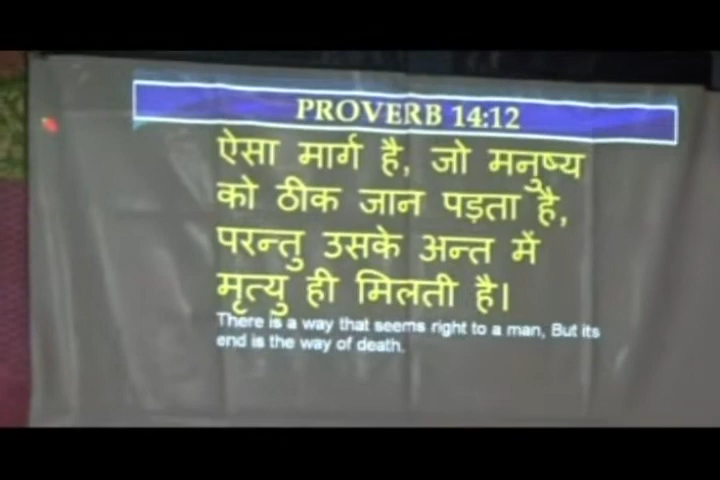 PROVERB 14:12
ऐसा मार्ग है, जो मनुष्य
को ठीक जान पड़ता है,
परन्तु उसके अन्त में
मृत्यु ही मिलती है।
There is a way that seems right to a man, But its
end is the way of death.